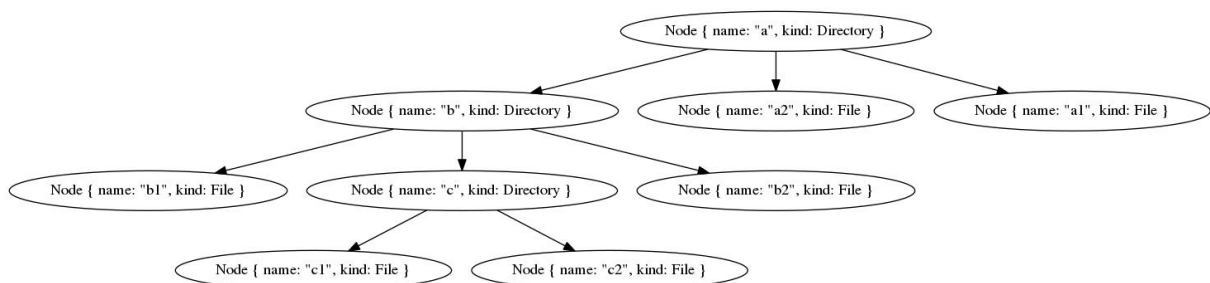 Node { name: "a", kind: Directory }
Node { name: "b", kind: Directory }
Node { name: "a2", kind: File }
Node { name: "a1", kind: File }
Node { name: "b1", kind: File }
Node { name: "c", kind: Directory }
Node { name: "b2", kind: File }
Node { name: "c1", kind: File }
Node { name: "c2", kind: File }